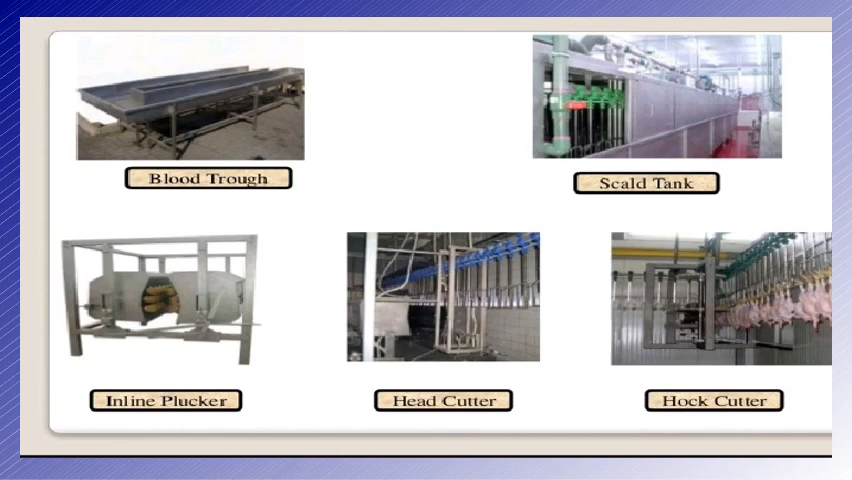 Blood Trough
Scald Tank
Inline Plucker
Head Cutter
Hock Cutter